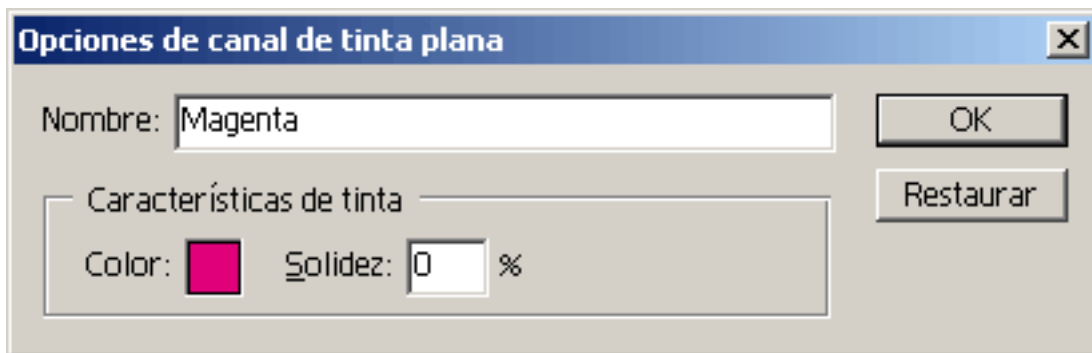 Opciones de canal de tinta plana
Nombre: Magenta
OK
Restaurar
Características de tinta
Color: Solidez: 0 %